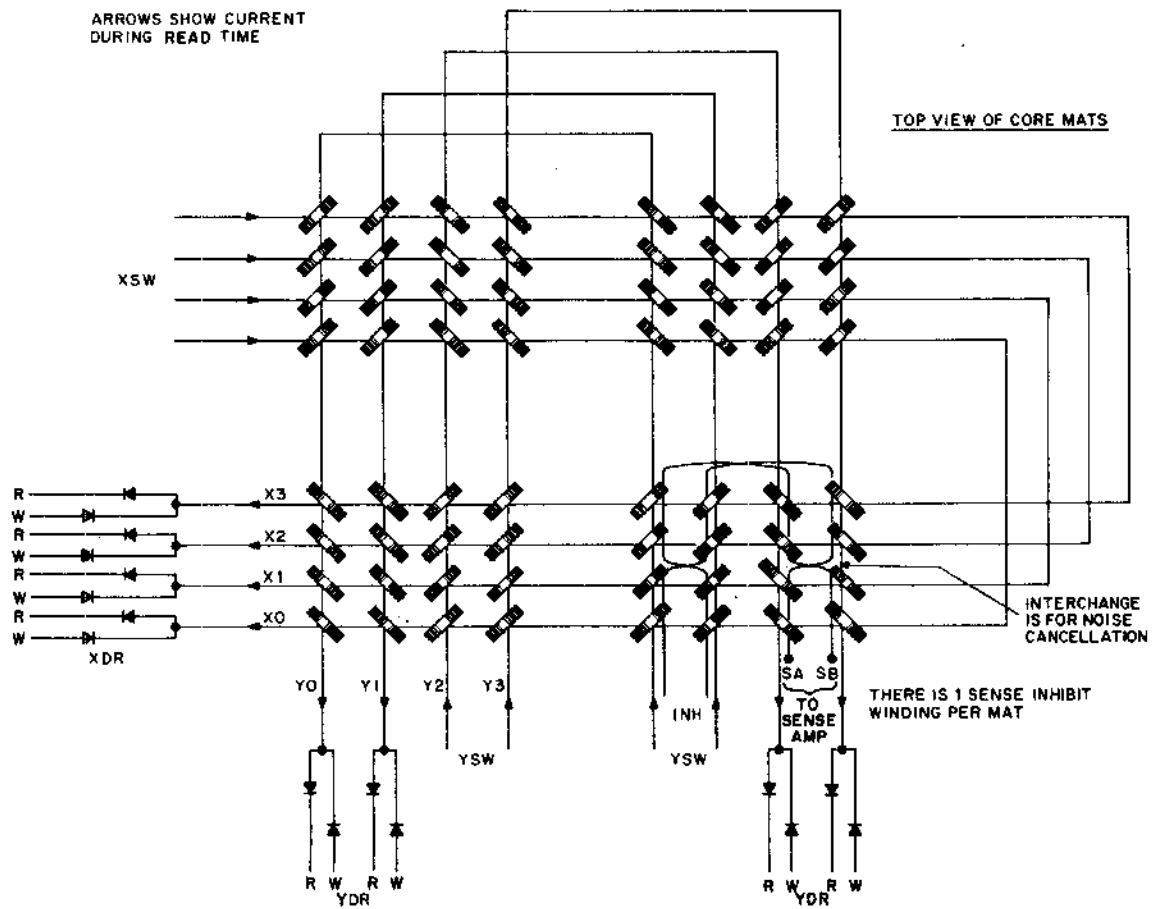 ARROWS SHOW CURRENT
DURING READ TIME
TOP VIEW OF CORE MATS
XSW
R
W
X3
R
W
X2
R
W
X1
R
W
X0
XDR
INTERCHANGE
IS FOR NOISE
CANCELLATION
Y0 Y1 Y2 Y3
SA SB
INH
TO
SENSE
AMP
THERE IS 1 SENSE INHIBIT
WINDING PER MAT
YSW
YSW
R W R W
YDR
R W R W
YDR